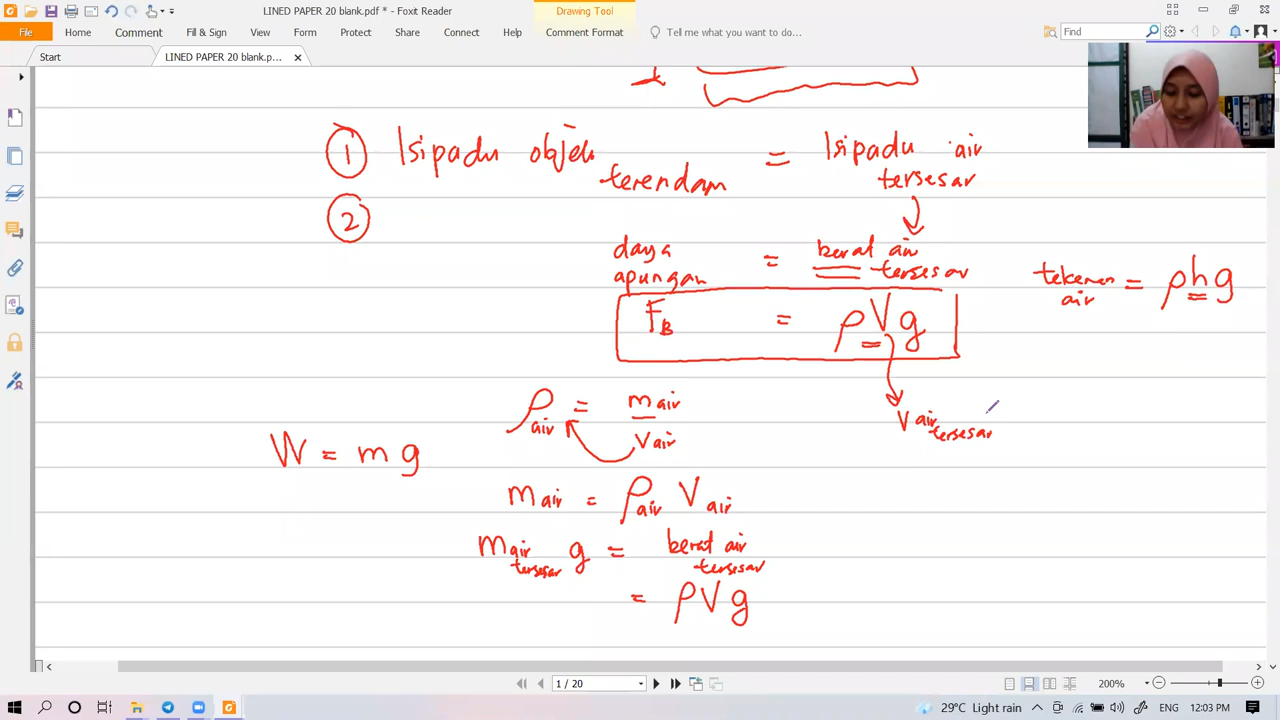 LINED PAPER 20 blank.pdf * - Foxit Reader
Drawing Tool
File Home Comment Fill & Sign View Form Protect Share Connect Help Comment Format Tell me what you want to do... Find
Start LINED PAPER 20 blank.p...
1 Isipadu objek terendam = Isipadu air tersesar
2
daya apungan = berat air tersesar
tekanan air = ρhg
F_B = ρVg
V air tersesar
ρ air = m air / V air
W = mg
m air = ρ air V air
m air tersesar g = berat air tersesar
= ρVg
1 / 20
200%
29°C Light rain
ENG
12:03 PM